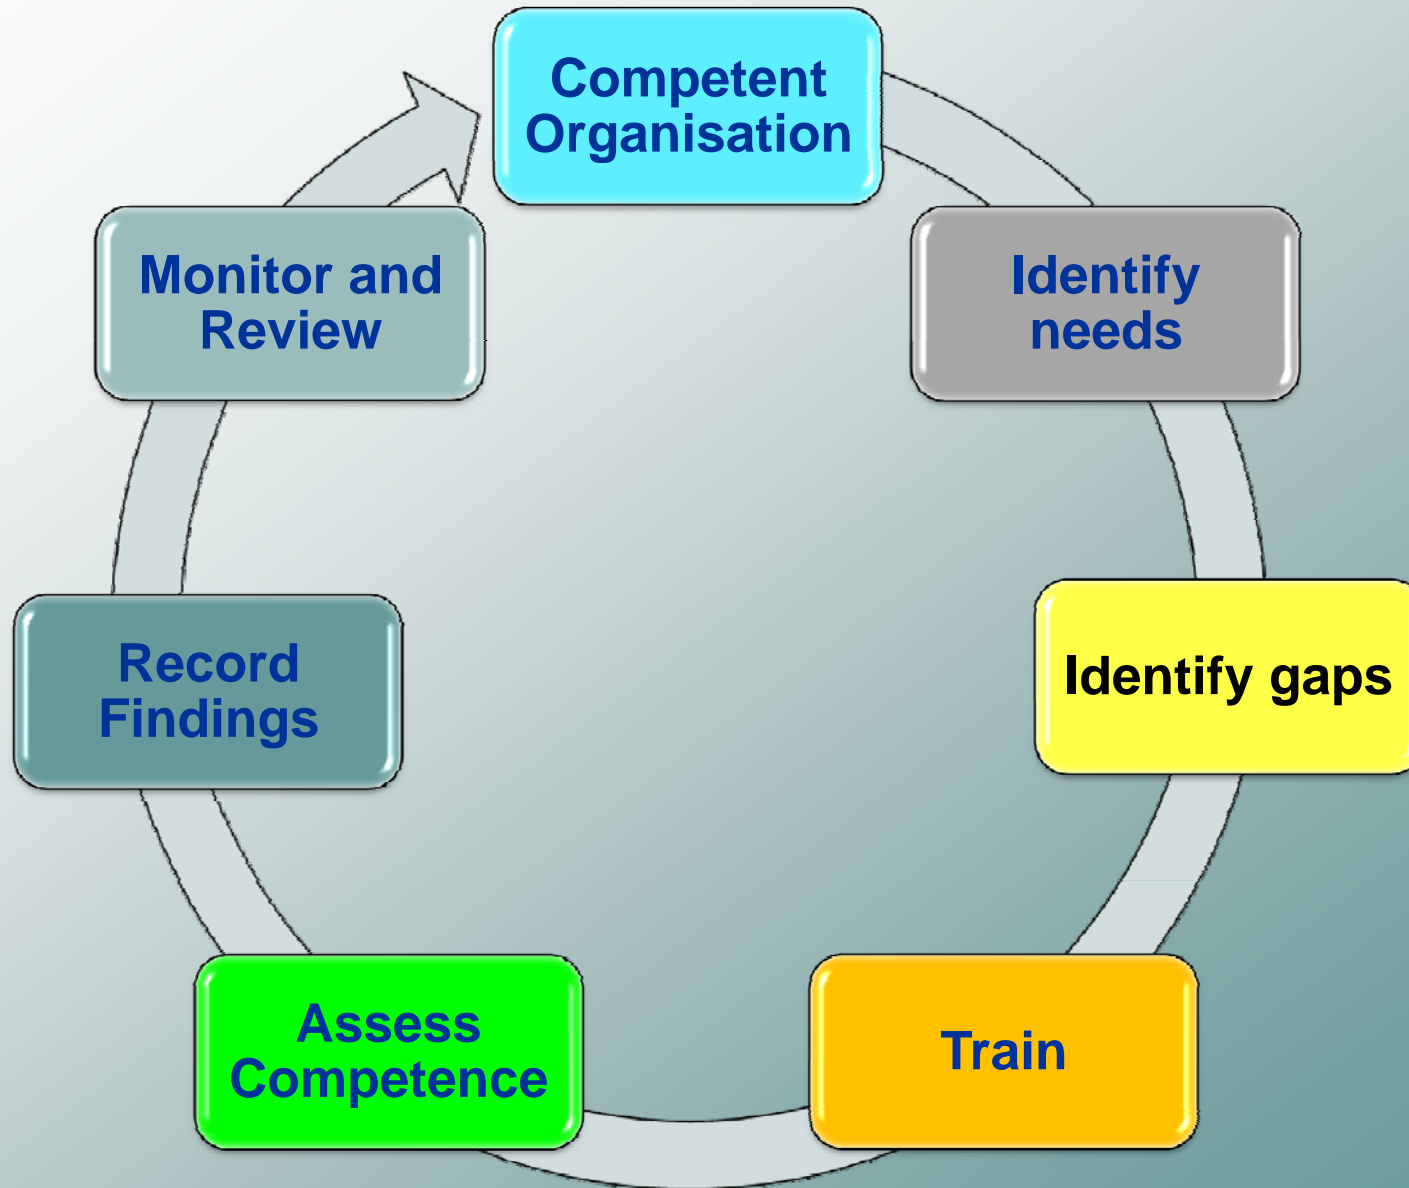 Competent
Organisation
Identify
needs
Identify gaps
Train
Assess
Competence
Record
Findings
Monitor and
Review